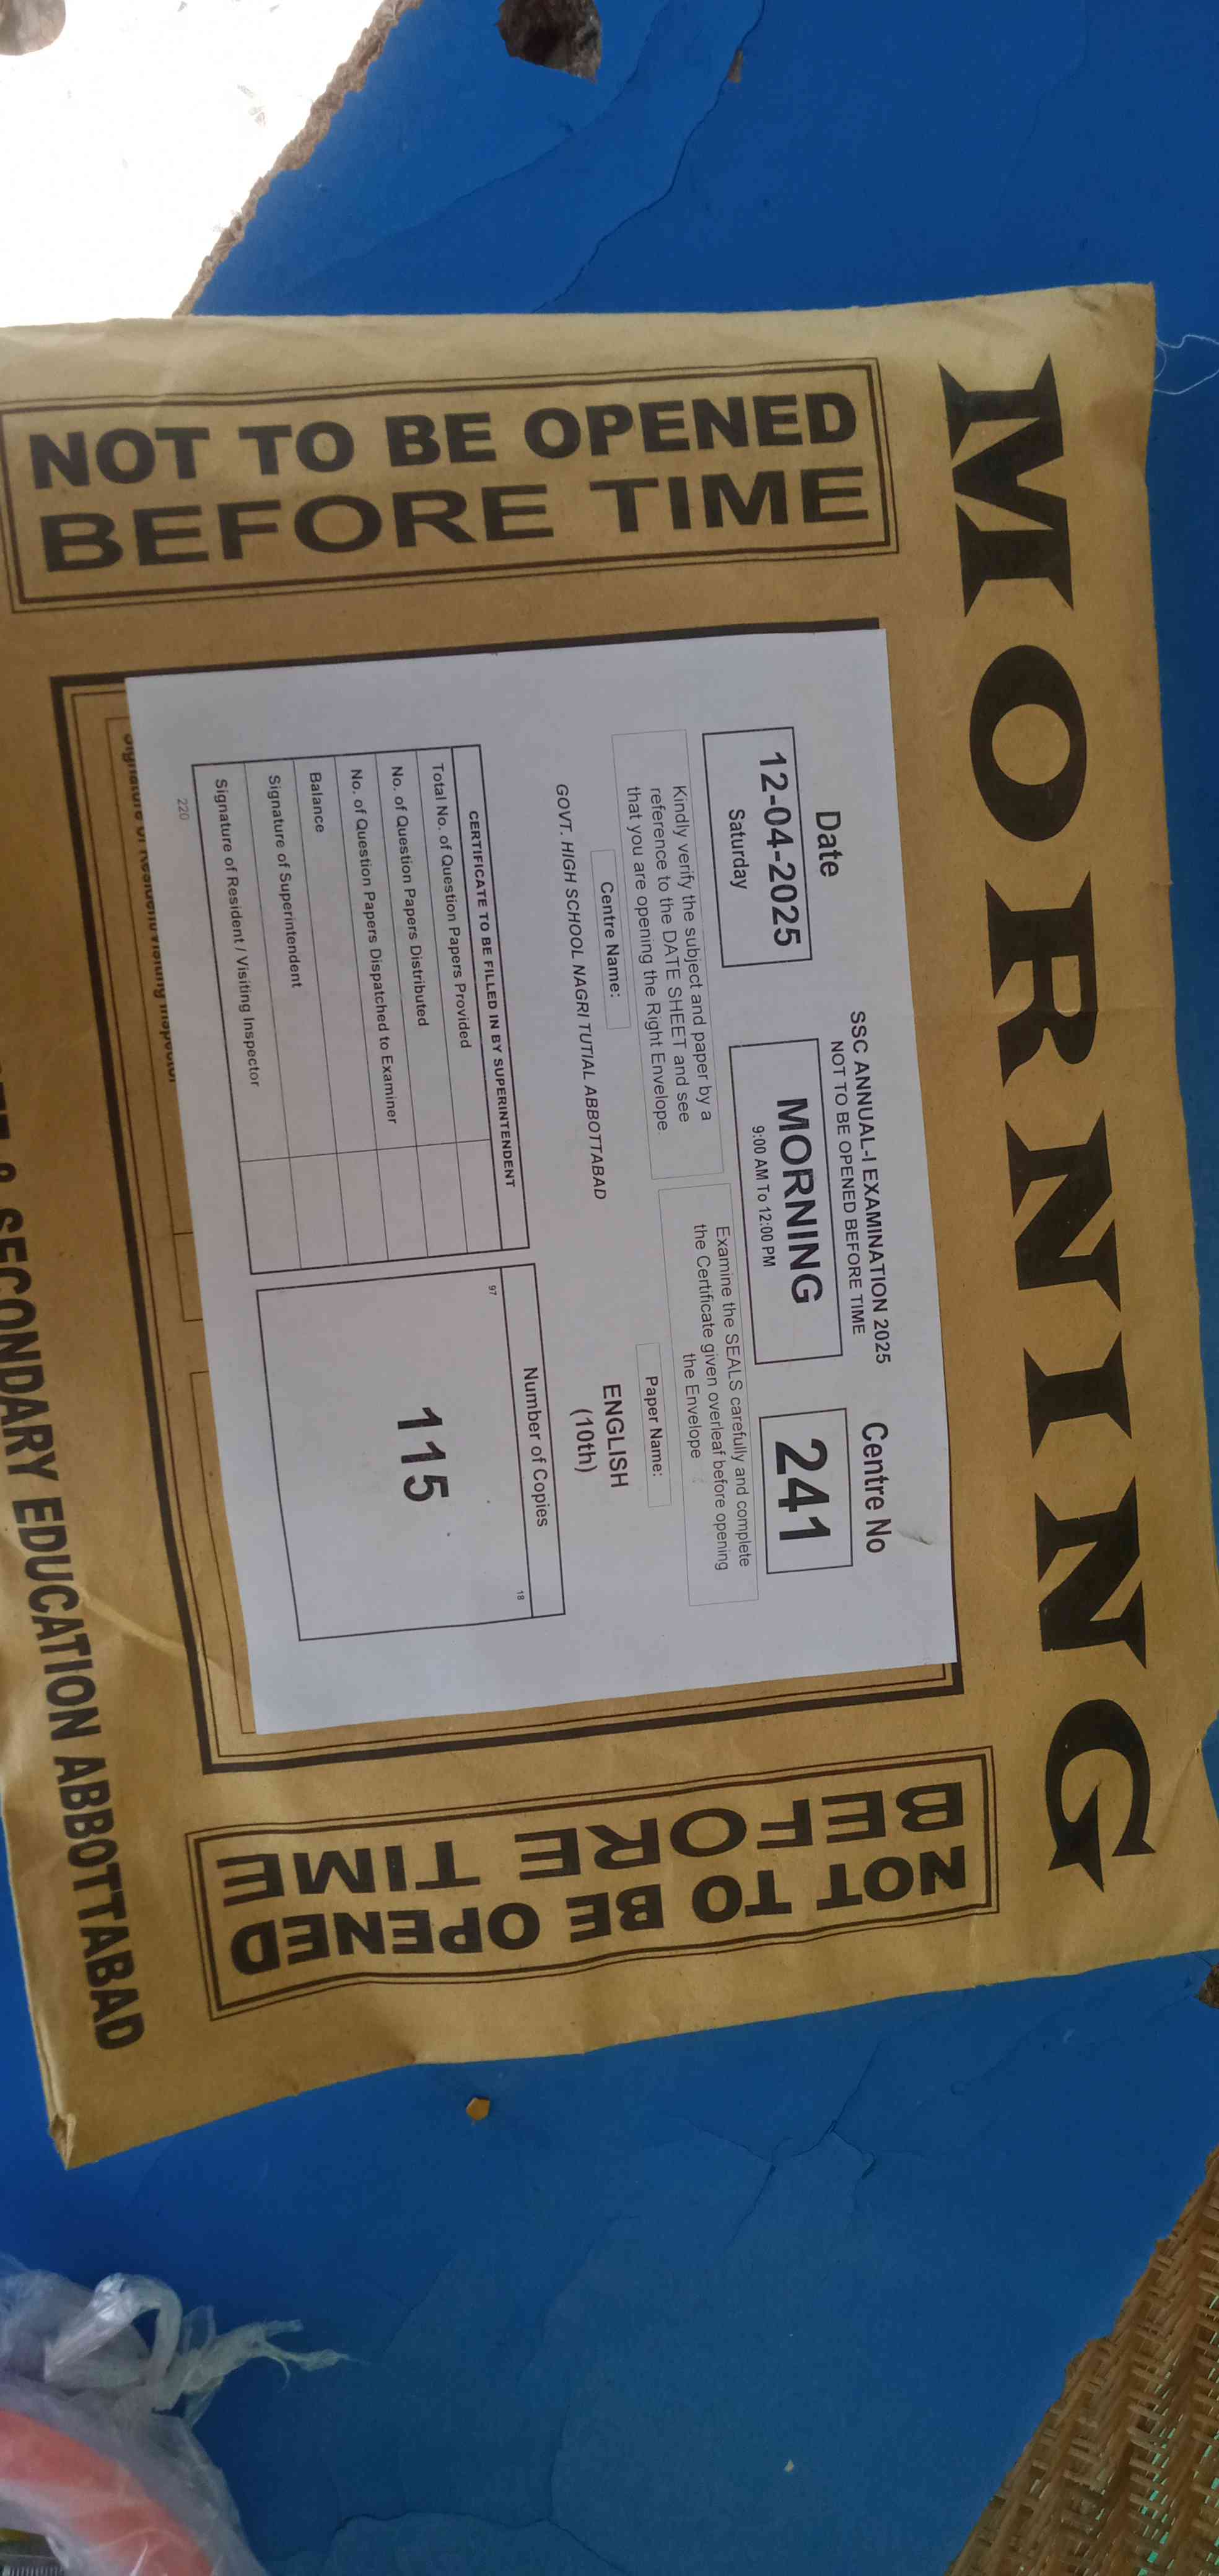 MORNING
NOT TO BE OPENED
BEFORE TIME
SSC ANNUAL-I EXAMINATION 2025
NOT TO BE OPENED BEFORE TIME
Date
12-04-2025
Saturday
MORNING
9:00 AM To 12:00 PM
Centre No
241
Kindly verify the subject and paper by a
reference to the DATE SHEET and see
that you are opening the Right Envelope.
Examine the SEALS carefully and complete
the Certificate given overleaf before opening
the Envelope
Centre Name:
GOVT. HIGH SCHOOL NAGRI TUTIAL ABBOTTABAD
Paper Name:
ENGLISH
(10th)
CERTIFICATE TO BE FILLED IN BY SUPERINTENDENT
Total No. of Question Papers Provided
No. of Question Papers Distributed
No. of Question Papers Dispatched to Examiner
Balance
Signature of Superintendent
Signature of Resident / Visiting Inspector
220
Number of Copies
97
18
115
Signature of Resident/Visiting Inspector
NOT TO BE OPENED
BEFORE TIME
& SECONDARY EDUCATION ABBOTTABAD